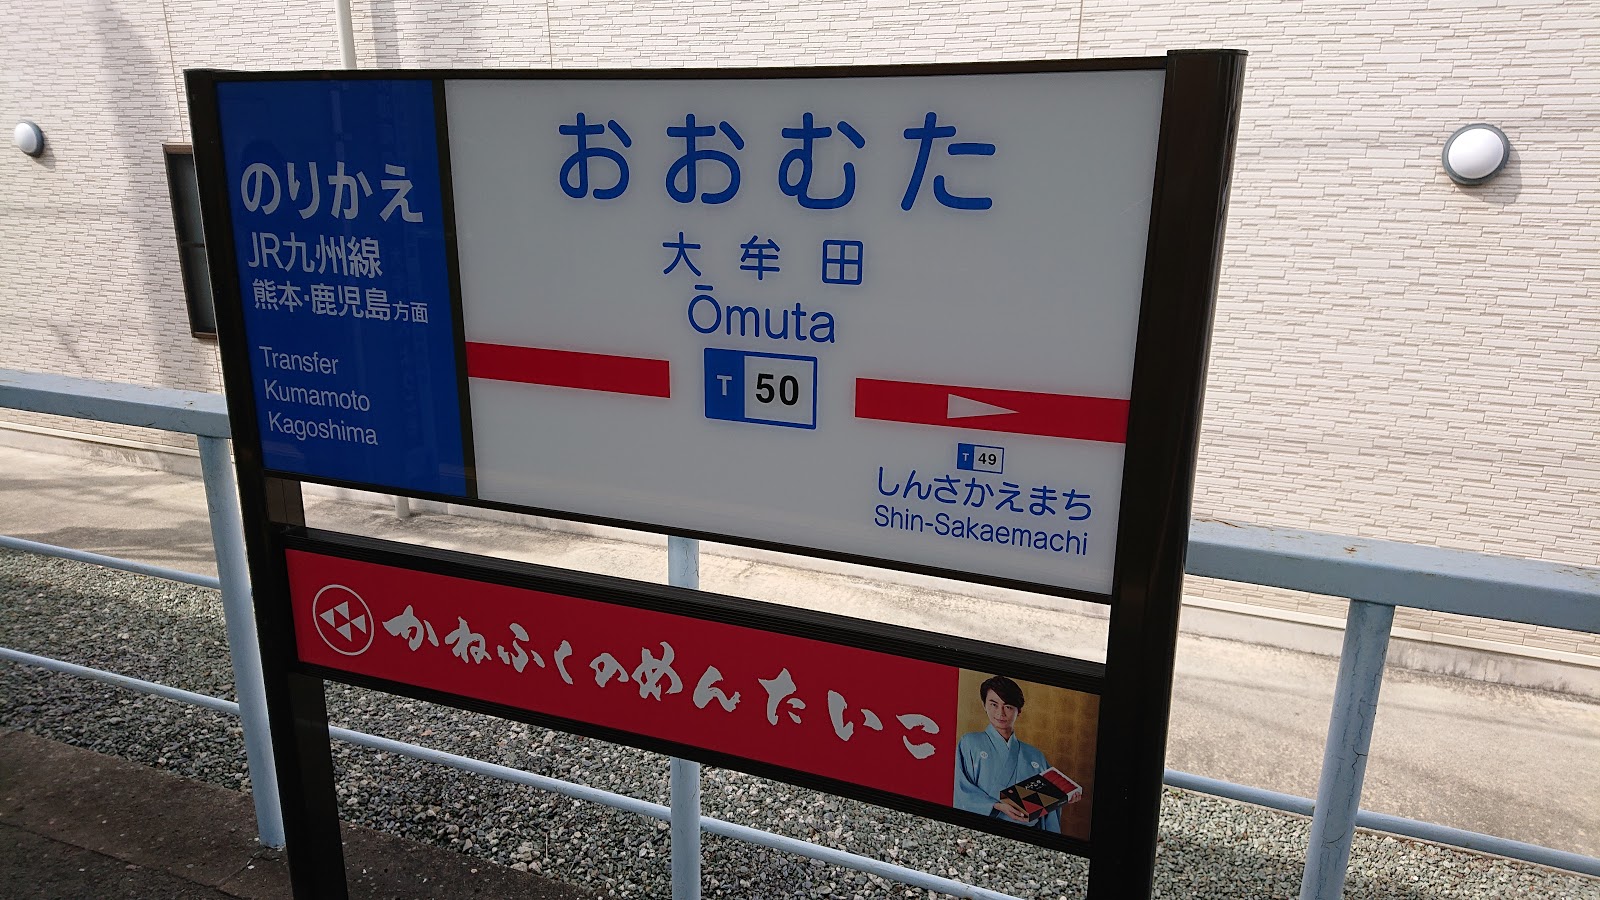 のりかえ
JR九州線
熊本・鹿児島方面
Transfer
Kumamoto
Kagoshima
おおむた
大牟田
Ōmuta
T 50
T 49
しんさかえまち
Shin-Sakaemachi
かねふくのめんたいこ